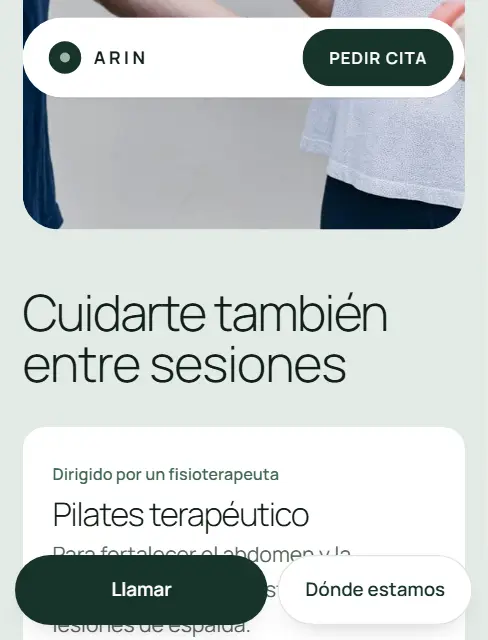 ARIN
PEDIR CITA
Cuidarte también
entre sesiones
Dirigido por un fisioterapeuta
Pilates terapéutico
Para fortalecer el abdomen y la
Llamar
Dónde estamos
lesiones de espalda.